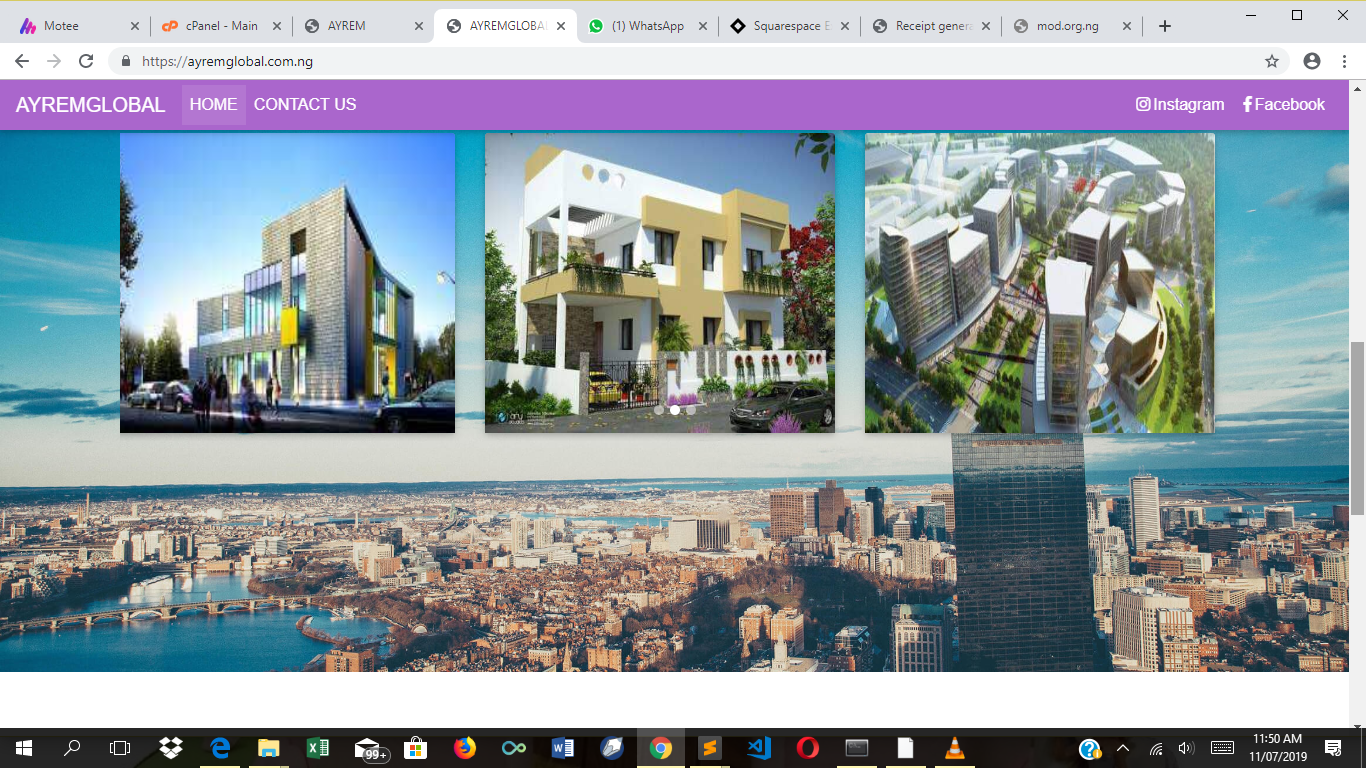 Motee
cPanel - Main
AYREM
AYREMGLOBA
(1) WhatsApp
Squarespace E
Receipt genera
mod.org.ng
https://ayremglobal.com.ng
AYREMGLOBAL
HOME
CONTACT US
Instagram
Facebook
99+
11:50 AM
11/07/2019